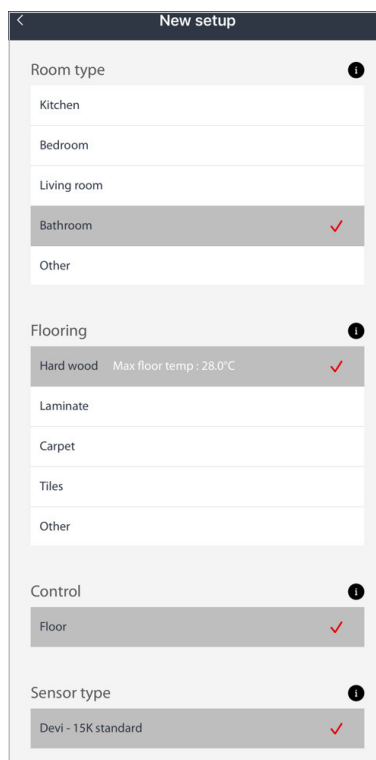 New setup
Room type
Kitchen
Bedroom
Living room
Bathroom
Other
Flooring
Hard wood Max floor temp : 28.0°C
Laminate
Carpet
Tiles
Other
Control
Floor
Sensor type
Devi - 15K standard